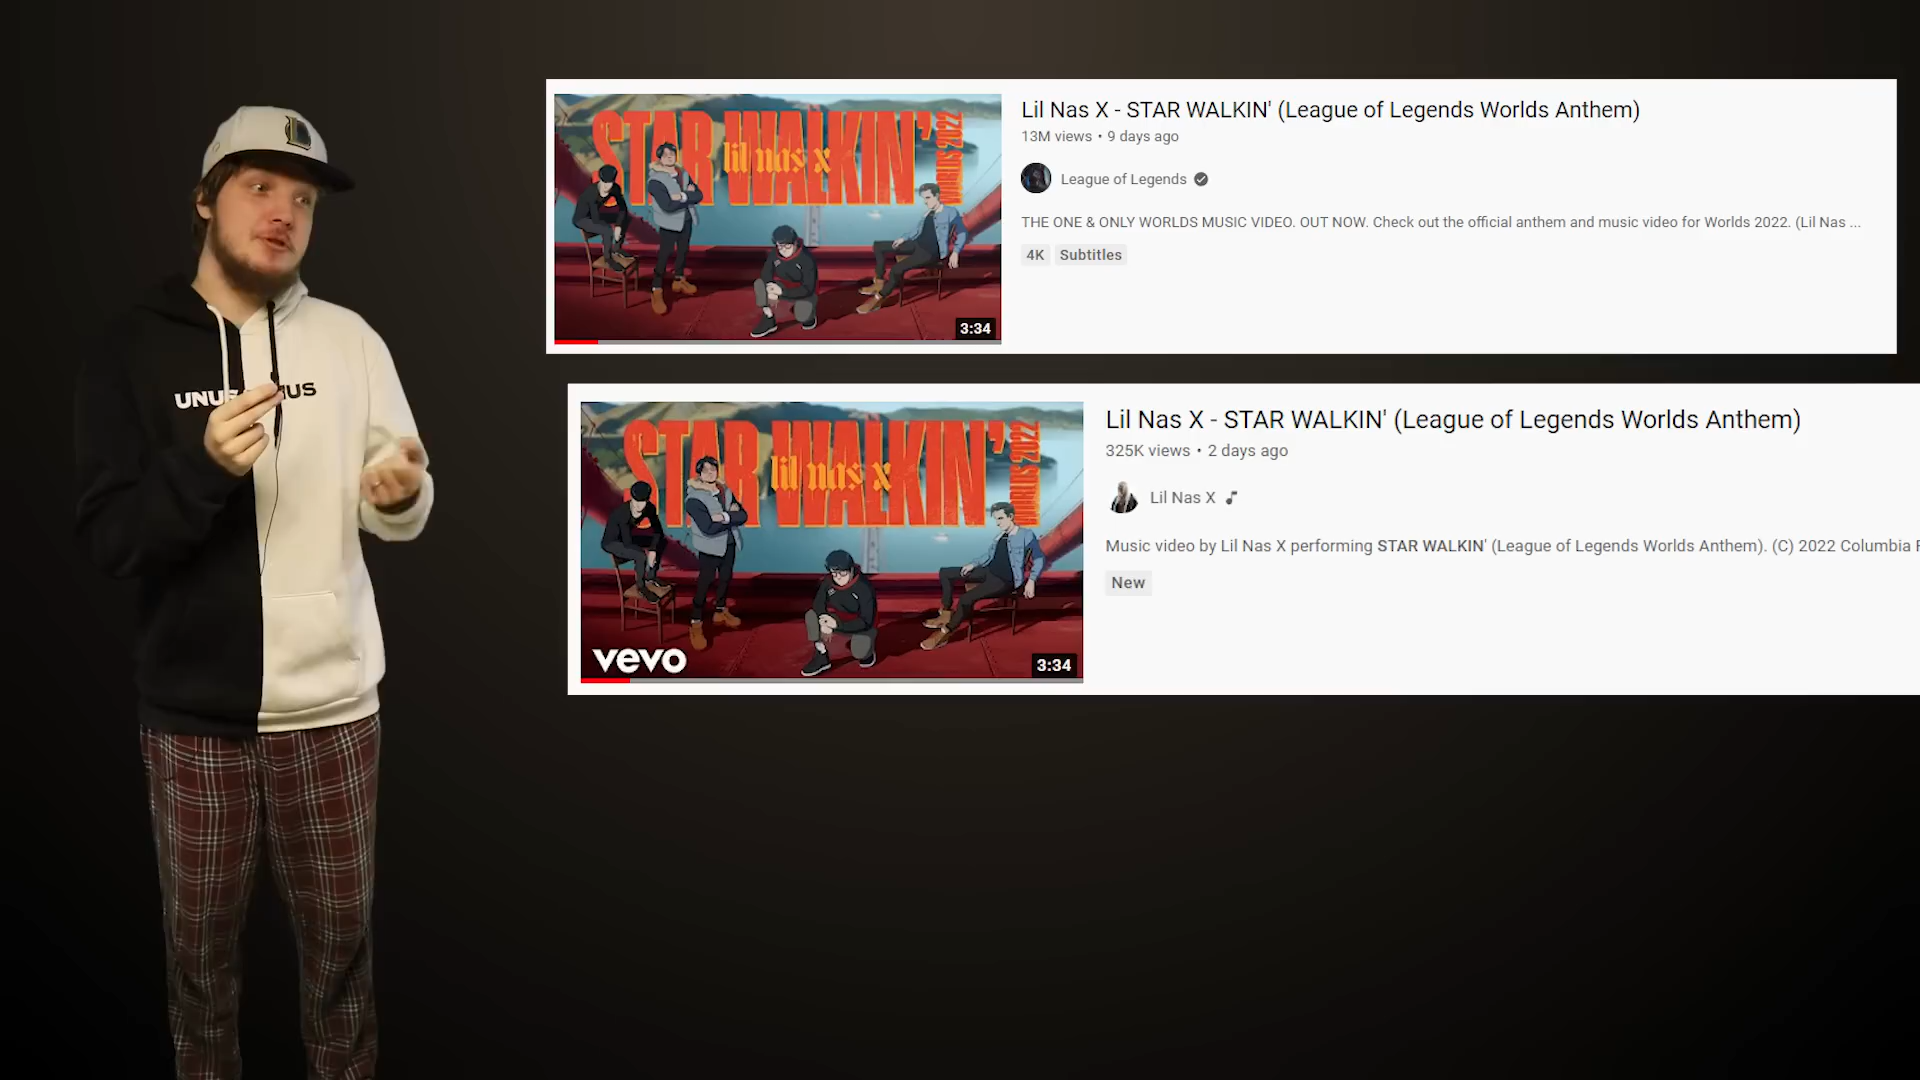 UNU
US
STAR WALKIN'
lil nas x
WORLDS 2022
3:34
Lil Nas X - STAR WALKIN' (League of Legends Worlds Anthem)
13M views • 9 days ago
League of Legends
THE ONE & ONLY WORLDS MUSIC VIDEO. OUT NOW. Check out the official anthem and music video for Worlds 2022. (Lil Nas ...
4K Subtitles
STAR WALKIN'
lil nas x
WORLDS 2022
vevo
3:34
Lil Nas X - STAR WALKIN' (League of Legends Worlds Anthem)
325K views • 2 days ago
Lil Nas X
Music video by Lil Nas X performing STAR WALKIN' (League of Legends Worlds Anthem). (C) 2022 Columbia
New